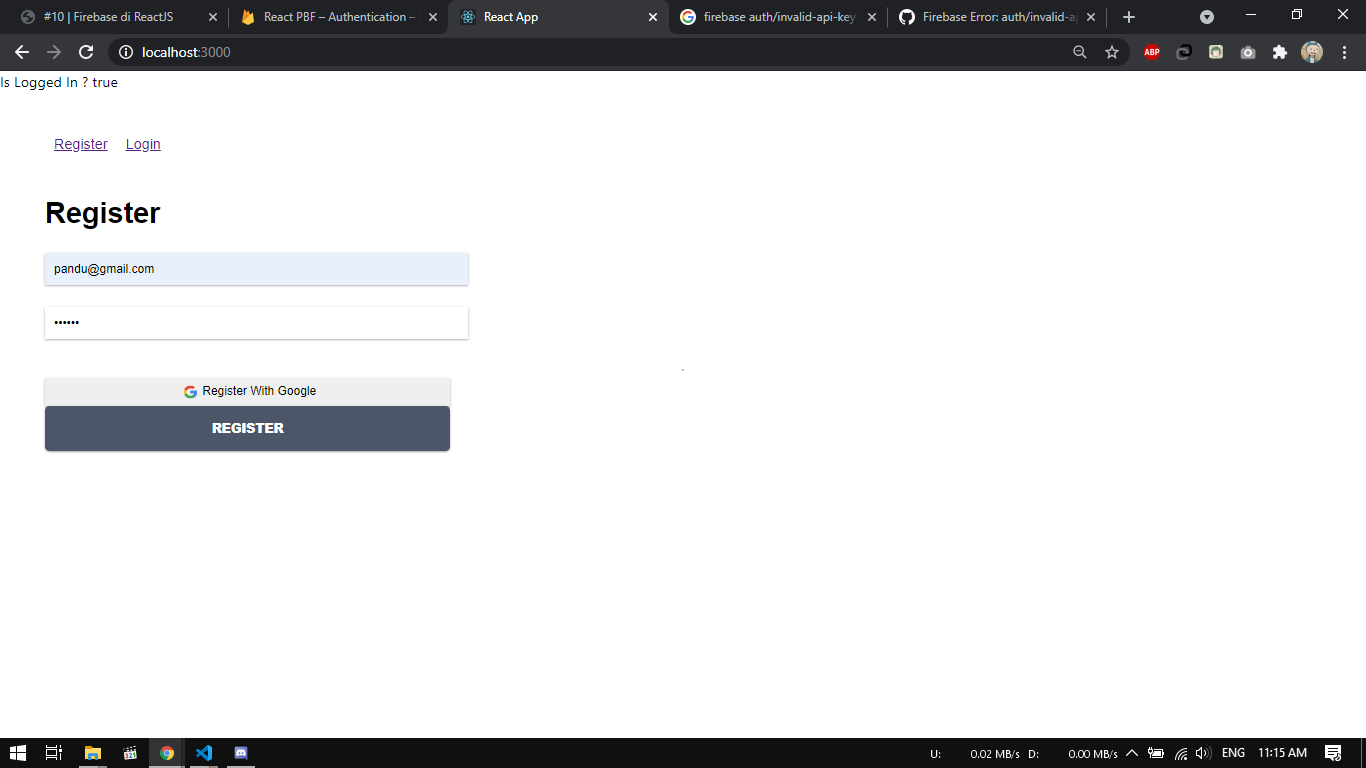 #10 | Firebase di ReactJS
React PBF – Authentication –
React App
firebase auth/invalid-api-key
Firebase Error: auth/invalid-a
localhost:3000
ABP
Is Logged In ? true
Register Login
Register
pandu@gmail.com
••••••
Register With Google
REGISTER
U: 0.02 MB/s D: 0.00 MB/s ENG 11:15 AM